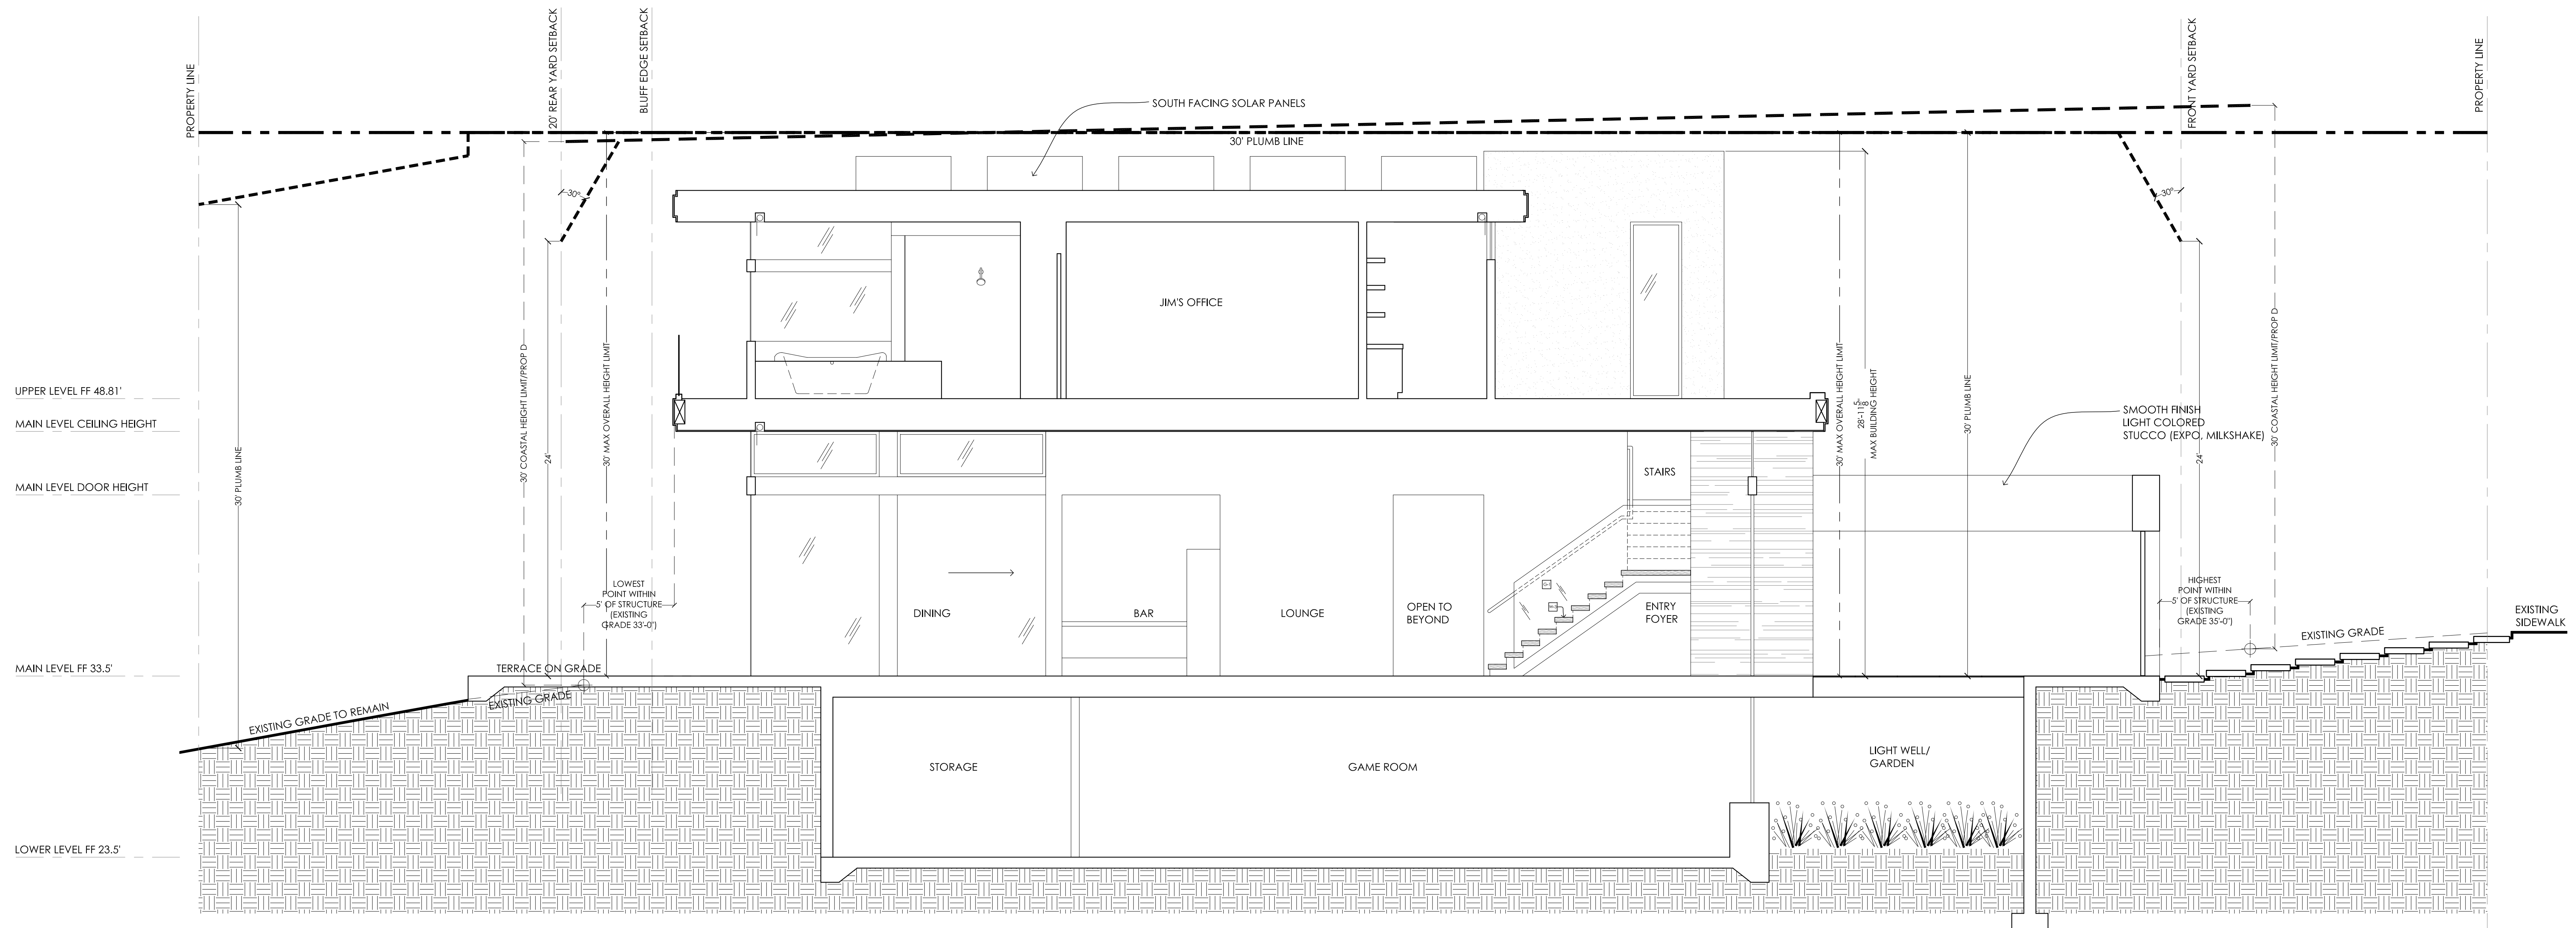 PROPERTY LINE
20' REAR YARD SETBACK
BLUFF EDGE SETBACK
FRONT YARD SETBACK
PROPERTY LINE
SOUTH FACING SOLAR PANELS
30' PLUMB LINE
30°
30°
JIM'S OFFICE
UPPER LEVEL FF 48.81'
MAIN LEVEL CEILING HEIGHT
MAIN LEVEL DOOR HEIGHT
MAIN LEVEL FF 33.5'
LOWER LEVEL FF 23.5'
30' PLUMB LINE
30' COASTAL HEIGHT LIMIT/PROP D
24'
30' MAX OVERALL HEIGHT LIMIT
30' MAX OVERALL HEIGHT LIMIT
28'-11 5/8"
MAX BUILDING HEIGHT
30' PLUMB LINE
SMOOTH FINISH
LIGHT COLORED
STUCCO (EXPO, MILKSHAKE)
24'
30' COASTAL HEIGHT LIMIT/PROP D
STAIRS
LOWEST
POINT WITHIN
5' OF STRUCTURE
(EXISTING
GRADE 33'-0")
DINING
BAR
LOUNGE
OPEN TO
BEYOND
ENTRY
FOYER
HIGHEST
POINT WITHIN
5' OF STRUCTURE
(EXISTING
GRADE 35'-0")
EXISTING
SIDEWALK
EXISTING GRADE
TERRACE ON GRADE
EXISTING GRADE
EXISTING GRADE TO REMAIN
STORAGE
GAME ROOM
LIGHT WELL/
GARDEN